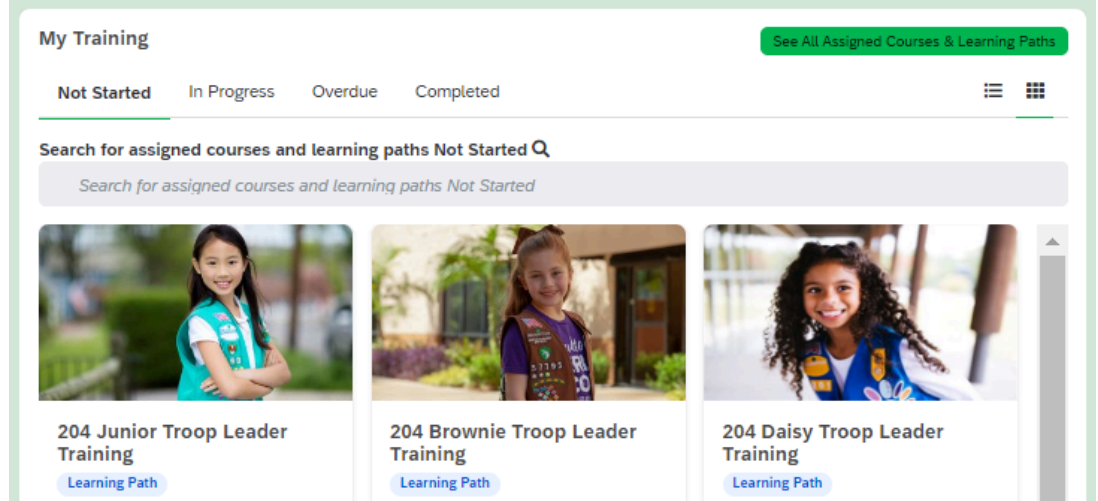 My Training
See All Assigned Courses & Learning Paths
Not Started
In Progress
Overdue
Completed
Search for assigned courses and learning paths Not Started
Search for assigned courses and learning paths Not Started
204 Junior Troop Leader
Training
Learning Path
204 Brownie Troop Leader
Training
Learning Path
204 Daisy Troop Leader
Training
Learning Path